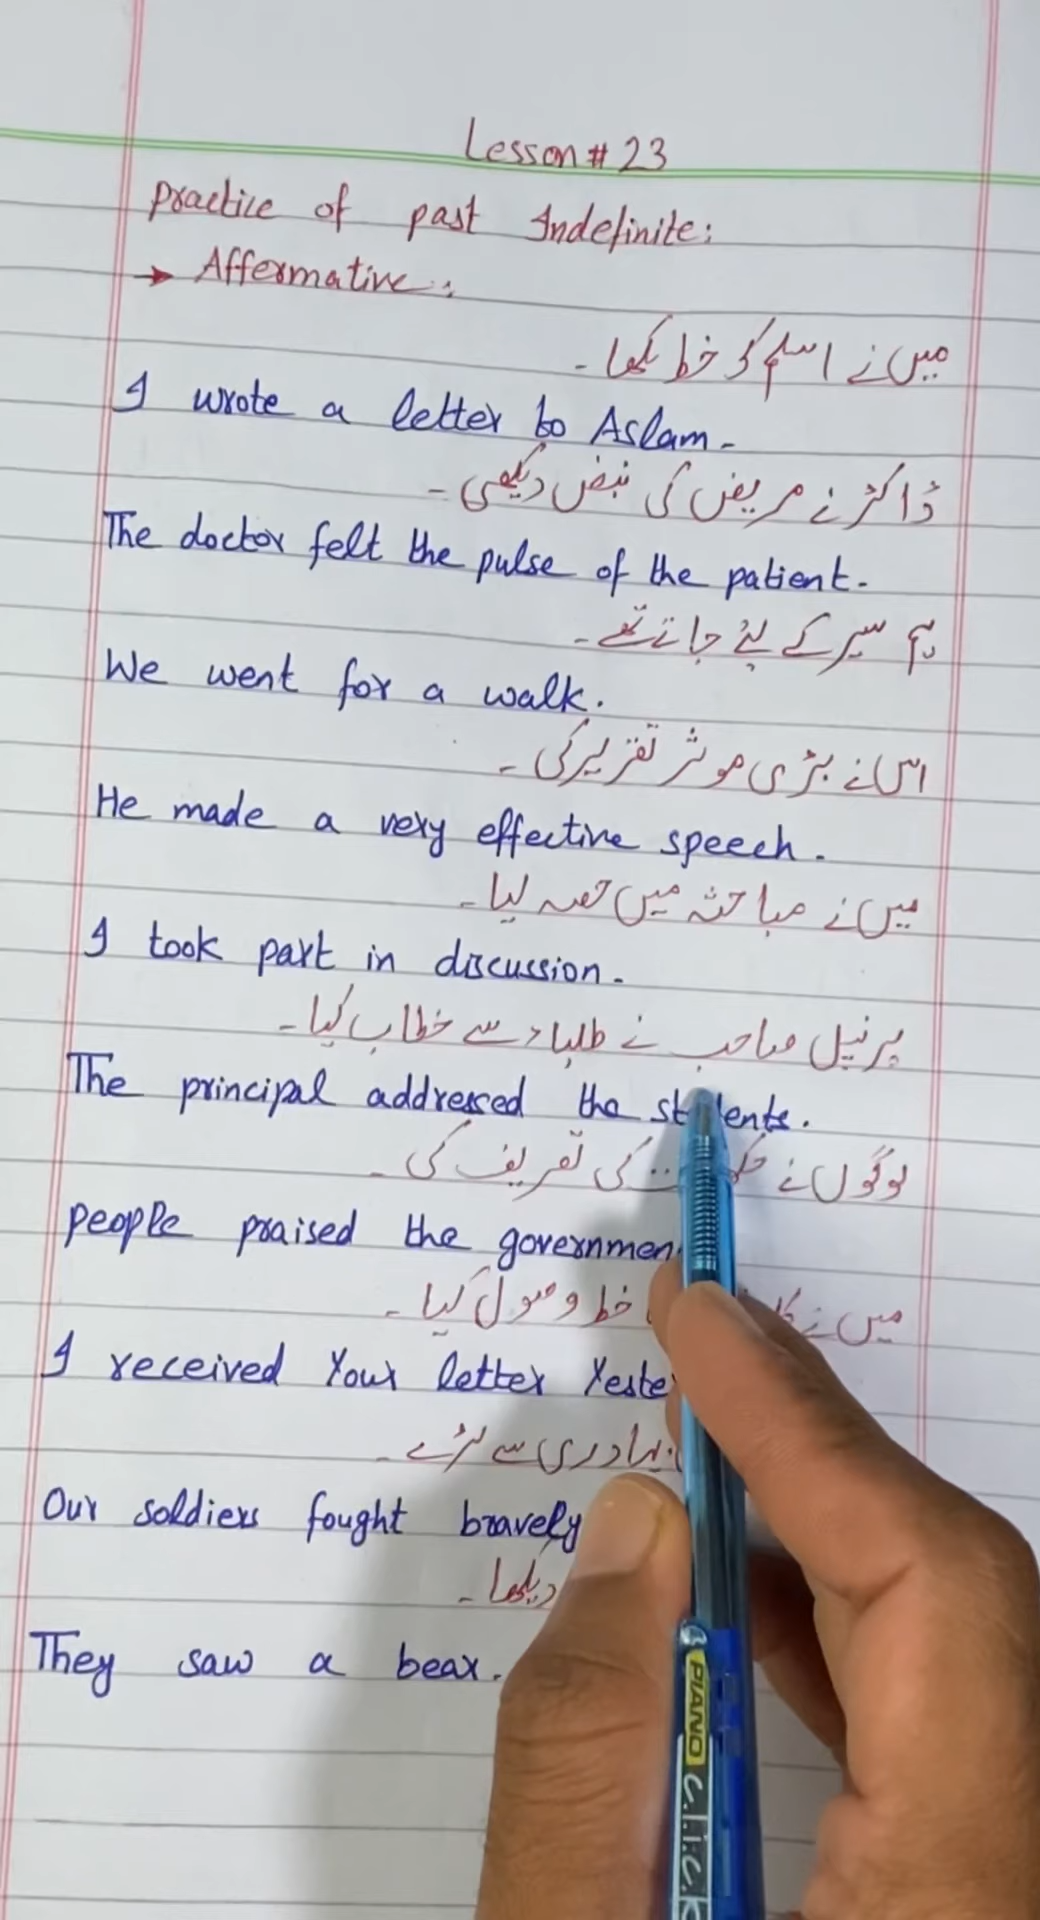 Lesson # 23
Practice of past Indefinite:
→ Affermative:
میں نے اسلم کو خط لکھا۔
I wrote a letter to Aslam.
ڈاکٹر نے مریض کی نبض دیکھی۔
The doctor felt the pulse of the patient.
ہم سیر کے لئے جاتے تھے۔
We went for a walk.
اس نے بڑی موثر تقریر کی۔
He made a very effective speech.
میں نے مباحثہ میں حصہ لیا۔
I took part in discussion.
پرنپل صاحب نے طلباء سے خطاب کیا۔
The principal addressed the students.
لوگوں نے کی تعریف کی۔
people praised the governmen
میں نے خط وصول کیا۔
I received Your letter Yeste
بہادری سے لڑے۔
Our soldiers fought bravely
دیکھا۔
They saw a bear.
PIANO
C.l.i.c.k